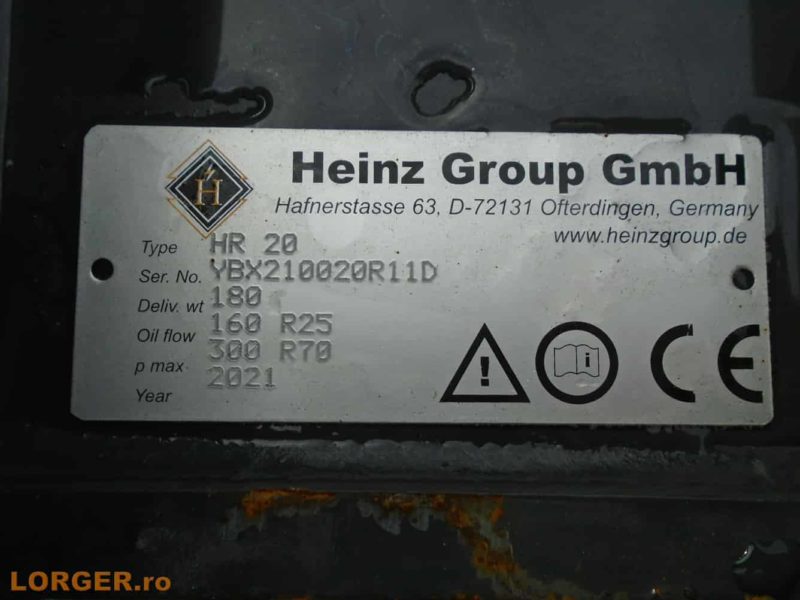 H
Heinz Group GmbH
Hafnerstasse 63, D-72131 Ofterdingen, Germany
www.heinzgroup.de
Type HR 20
Ser. No. YBX210020R11D
Deliv. wt 180
Oil flow 160 R25
p max 300 R70
Year 2021
! i CE
LORGER.ro